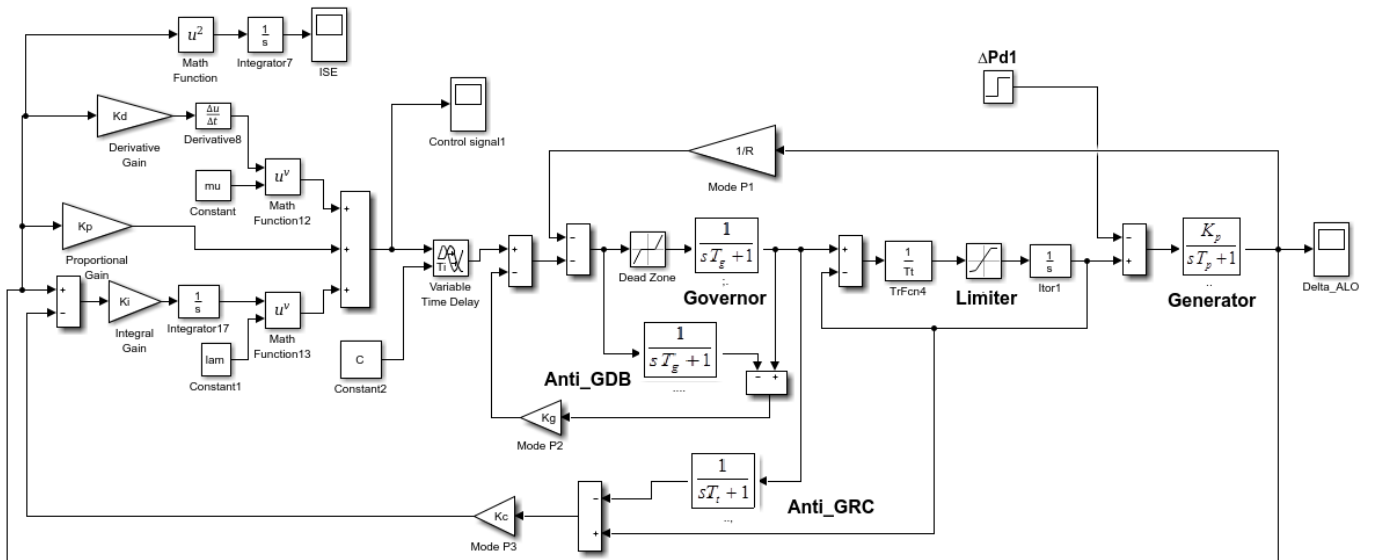 u²
Math
Function
1
s
Integrator7
ISE
Kd
Derivative
Gain
Δu
Δt
Derivative8
mu
Constant
u^v
Math
Function12
Control signal1
Kp
Proportional
Gain
+
+
+
+
−
Ki
Integral
Gain
1
s
Integrator17
u^v
Math
Function13
lam
Constant1
Ti
Variable
Time Delay
C
Constant2
+
−
−
−
1/R
Mode P1
ΔPd1
Dead Zone
1
sT_g + 1
Governor
1
sT_g + 1
....
Anti_GDB
− +
Kg
Mode P2
+
−
1
Tt
TrFcn4
Limiter
1
s
Itor1
−
+
K_p
sT_p + 1
..
Generator
Delta_ALO
1
sT_t + 1
Anti_GRC
−
+
Kc
Mode P3